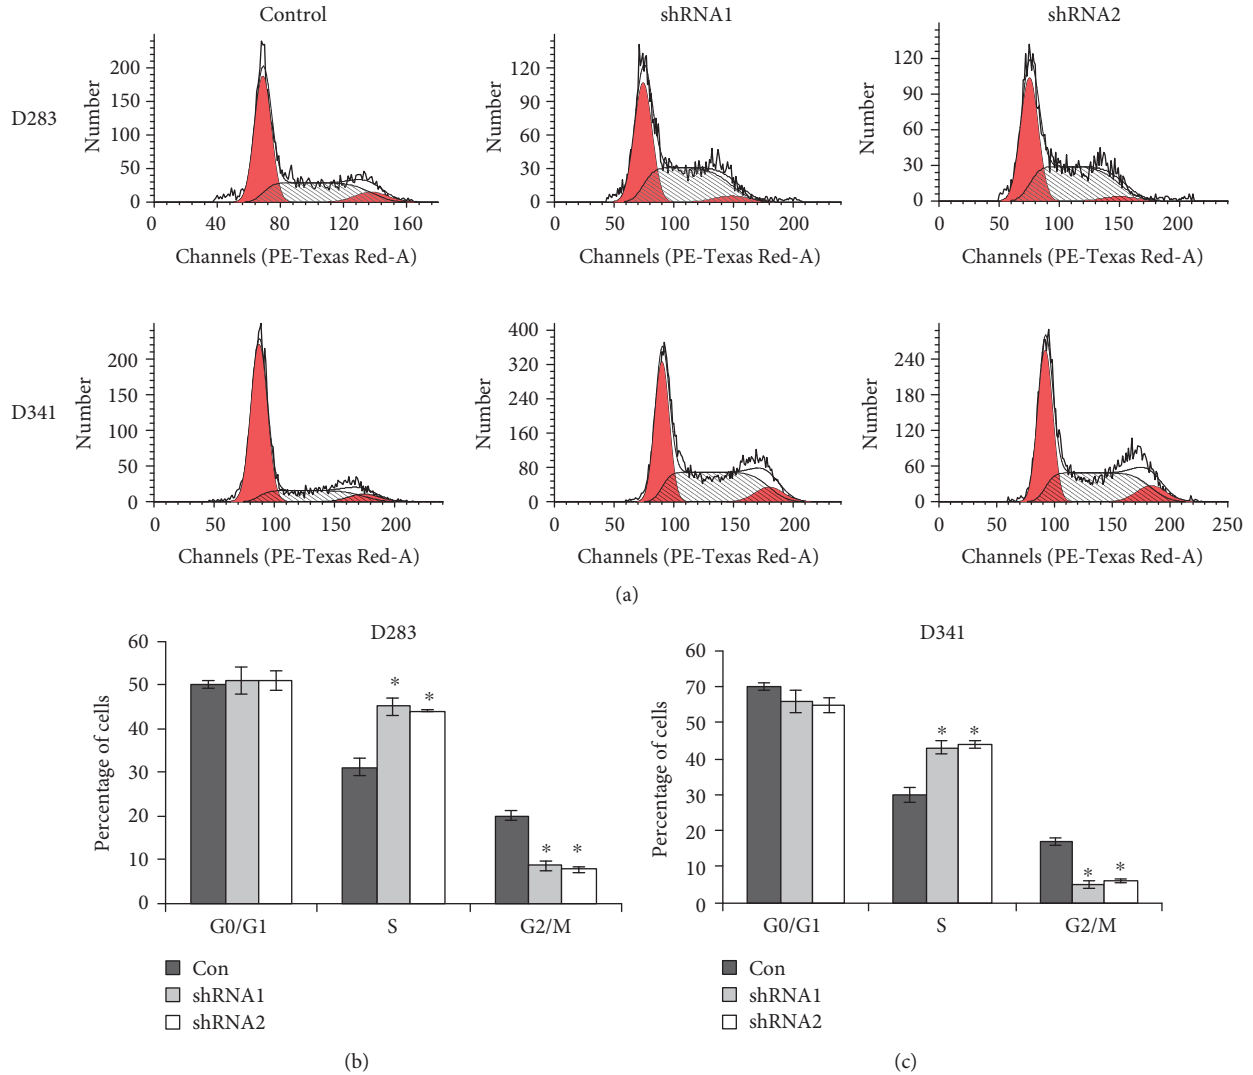 Control
shRNA1
shRNA2
D283
Number
200
150
100
50
0
0 40 80 120 160
Channels (PE-Texas Red-A)
Number
120
90
60
30
0
0 50 100 150 200
Channels (PE-Texas Red-A)
Number
120
90
60
30
0
0 50 100 150 200
Channels (PE-Texas Red-A)
D341
Number
200
150
100
50
0
0 50 100 150 200
Channels (PE-Texas Red-A)
Number
400
320
240
160
80
0
0 50 100 150 200
Channels (PE-Texas Red-A)
Number
240
180
120
60
0
0 50 100 150 200 250
Channels (PE-Texas Red-A)
(a)
D283
Percentage of cells
60
50
40
30
20
10
0
* *
* *
G0/G1 S G2/M
Con
shRNA1
shRNA2
(b)
D341
Percentage of cells
60
70
50
40
30
20
10
0
* *
* *
G0/G1 S G2/M
Con
shRNA1
shRNA2
(c)